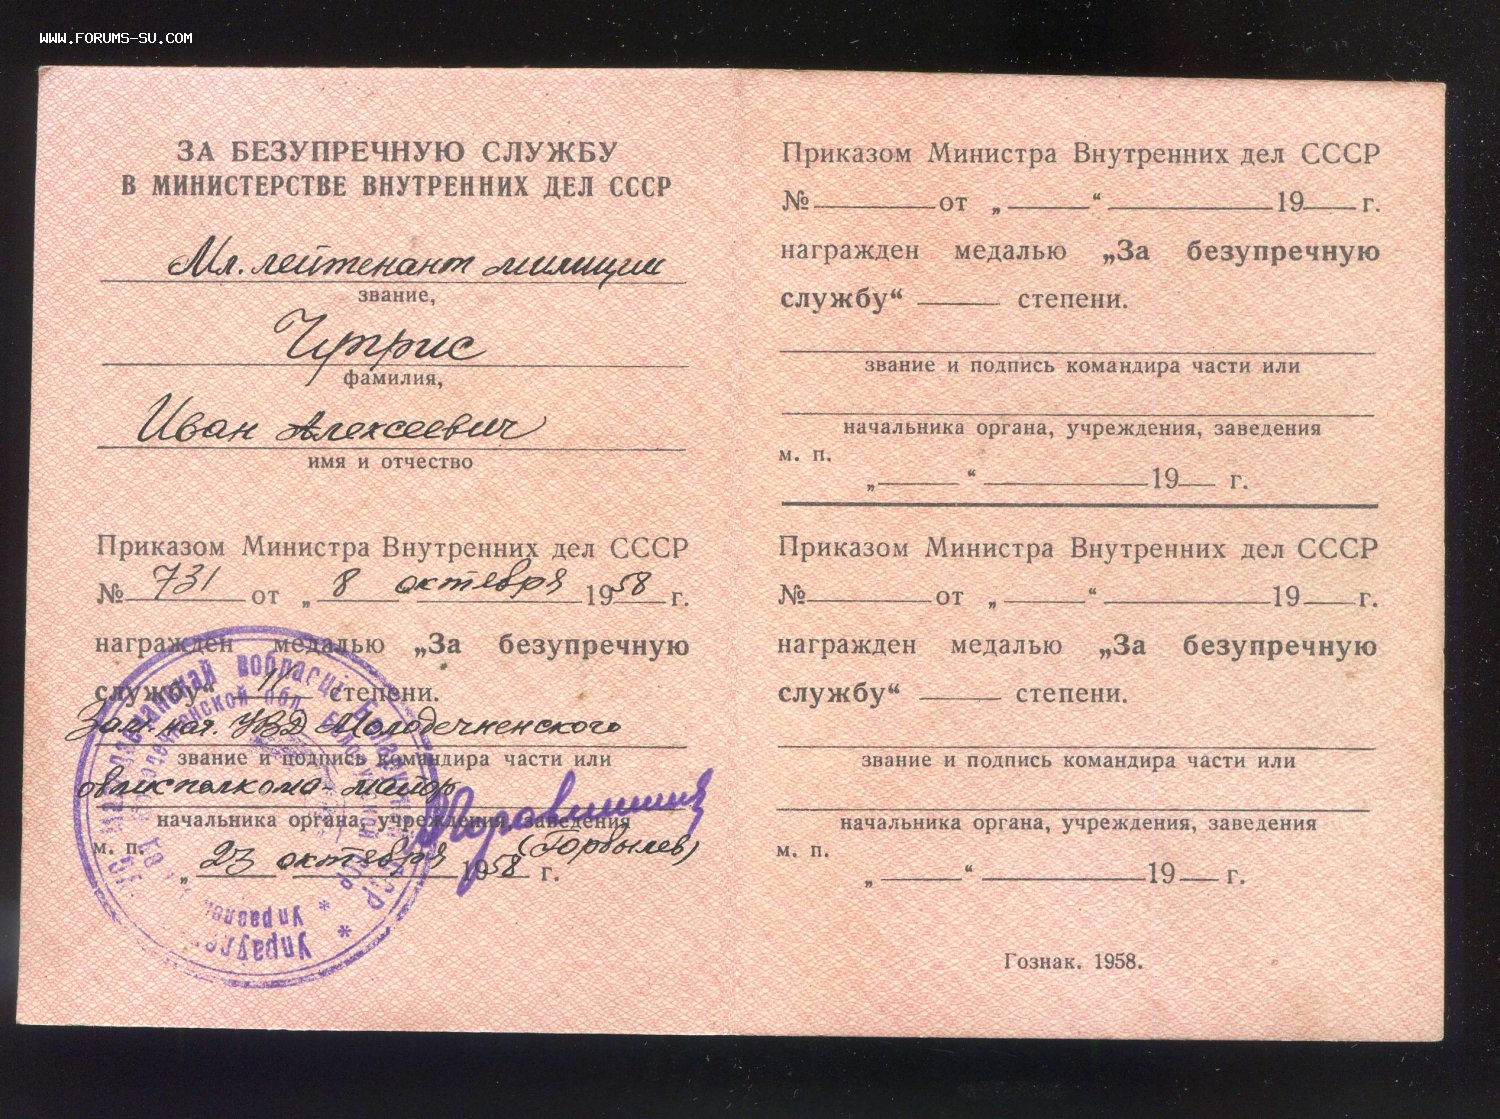 WWW.FORUMS-SU.COM
ЗА БЕЗУПРЕЧНУЮ СЛУЖБУ
В МИНИСТЕРСТВЕ ВНУТРЕННИХ ДЕЛ СССР
Мл. лейтенант милиции
звание,
фамилия,
Иван Алексеевич
имя и отчество
Приказом Министра Внутренних дел СССР
№ 731 от „ 8 октября 1958 г.
награжден медалью „За безупречную
службу“ степени.
Зам. нач. УВД Молодечненского
звание и подпись командира части или
облисполкома - майор
начальника органа, учреждения, заведения
(Горбылев)
м. п.
„ 23 октября 1958 г.
Приказом Министра Внутренних дел СССР
№ от „ “ 19 г.
награжден медалью „За безупречную
службу“ степени.
звание и подпись командира части или
начальника органа, учреждения, заведения
м. п.
„ “ 19 г.
Приказом Министра Внутренних дел СССР
№ от „ “ 19 г.
награжден медалью „За безупречную
службу“ степени.
звание и подпись командира части или
начальника органа, учреждения, заведения
м. п.
„ “ 19 г.
Гознак. 1958.